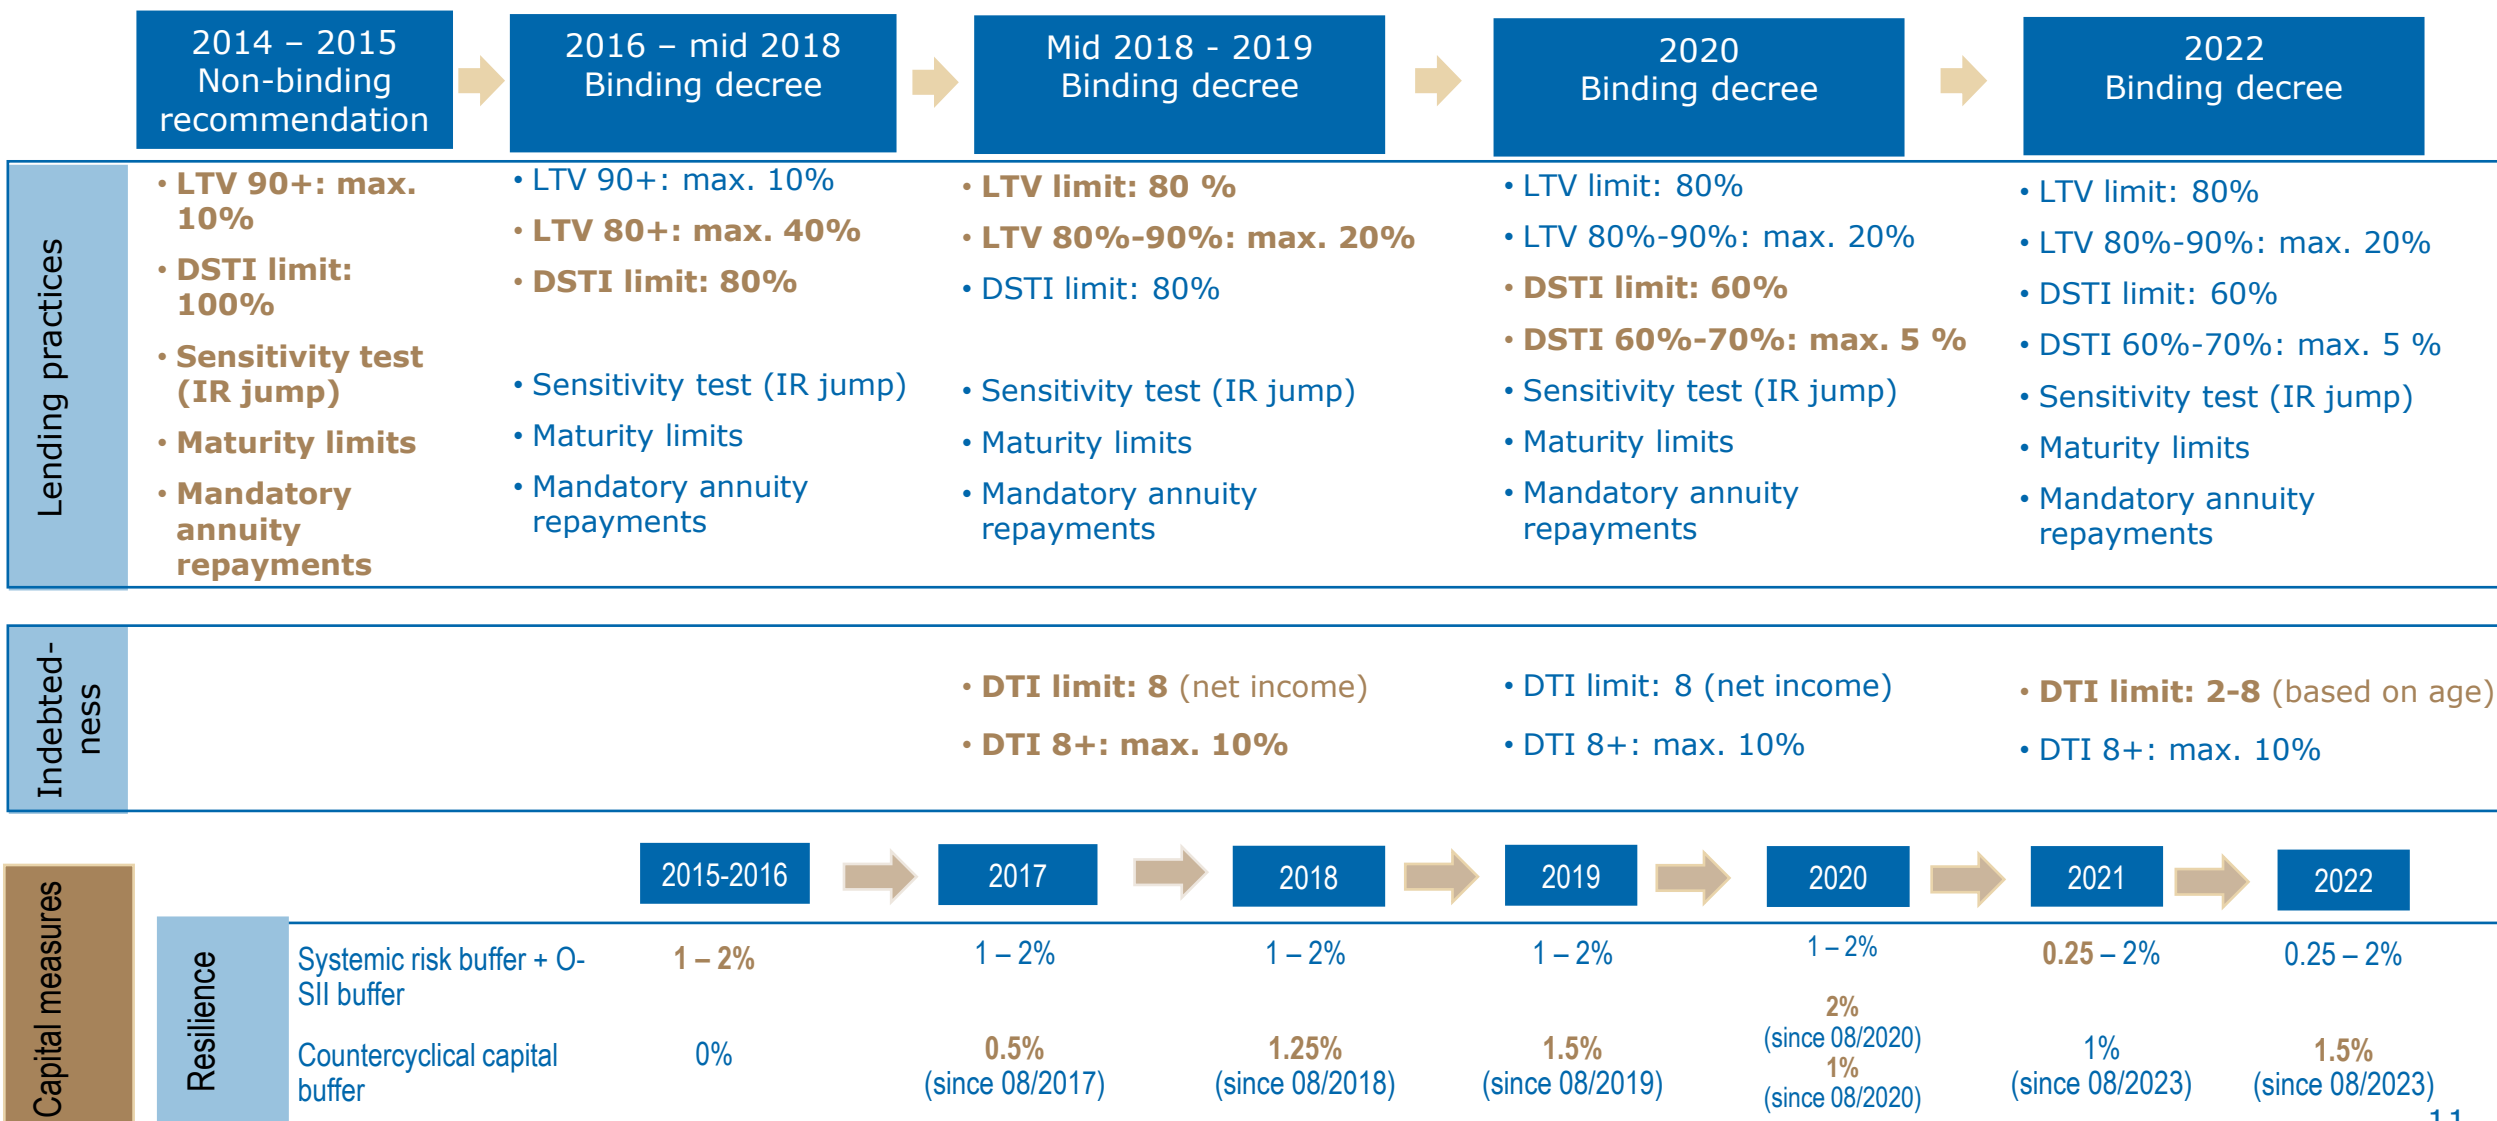 2014 – 2015
Non-binding
recommendation
2016 – mid 2018
Binding decree
Mid 2018 - 2019
Binding decree
2020
Binding decree
2022
Binding decree
Lending practices
• LTV 90+: max.
10%
• DSTI limit:
100%
• Sensitivity test
(IR jump)
• Maturity limits
• Mandatory
annuity
repayments
• LTV 90+: max. 10%
• LTV 80+: max. 40%
• DSTI limit: 80%
• Sensitivity test (IR jump)
• Maturity limits
• Mandatory annuity
repayments
• LTV limit: 80 %
• LTV 80%-90%: max. 20%
• DSTI limit: 80%
• Sensitivity test (IR jump)
• Maturity limits
• Mandatory annuity
repayments
• LTV limit: 80%
• LTV 80%-90%: max. 20%
• DSTI limit: 60%
• DSTI 60%-70%: max. 5 %
• Sensitivity test (IR jump)
• Maturity limits
• Mandatory annuity
repayments
• LTV limit: 80%
• LTV 80%-90%: max. 20%
• DSTI limit: 60%
• DSTI 60%-70%: max. 5 %
• Sensitivity test (IR jump)
• Maturity limits
• Mandatory annuity
repayments
Indebted-
ness
• DTI limit: 8 (net income)
• DTI 8+: max. 10%
• DTI limit: 8 (net income)
• DTI 8+: max. 10%
• DTI limit: 2-8 (based on age)
• DTI 8+: max. 10%
Capital measures
2015-2016
2017
2018
2019
2020
2021
2022
Resilience
Systemic risk buffer + O-
SII buffer
1 – 2%
1 – 2%
1 – 2%
1 – 2%
1 – 2%
0.25 – 2%
0.25 – 2%
Countercyclical capital
buffer
0%
0.5%
(since 08/2017)
1.25%
(since 08/2018)
1.5%
(since 08/2019)
2%
(since 08/2020)
1%
(since 08/2020)
1%
(since 08/2023)
1.5%
(since 08/2023)
11